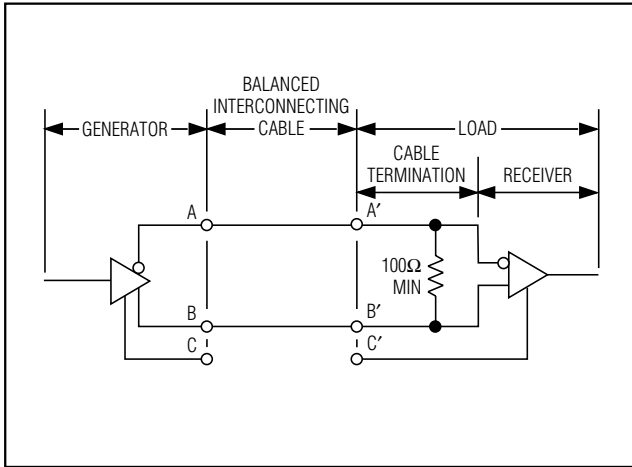 BALANCED
INTERCONNECTING
CABLE
GENERATOR
LOAD
CABLE
TERMINATION
RECEIVER
A
A′
100Ω
MIN
B
B′
C
C′